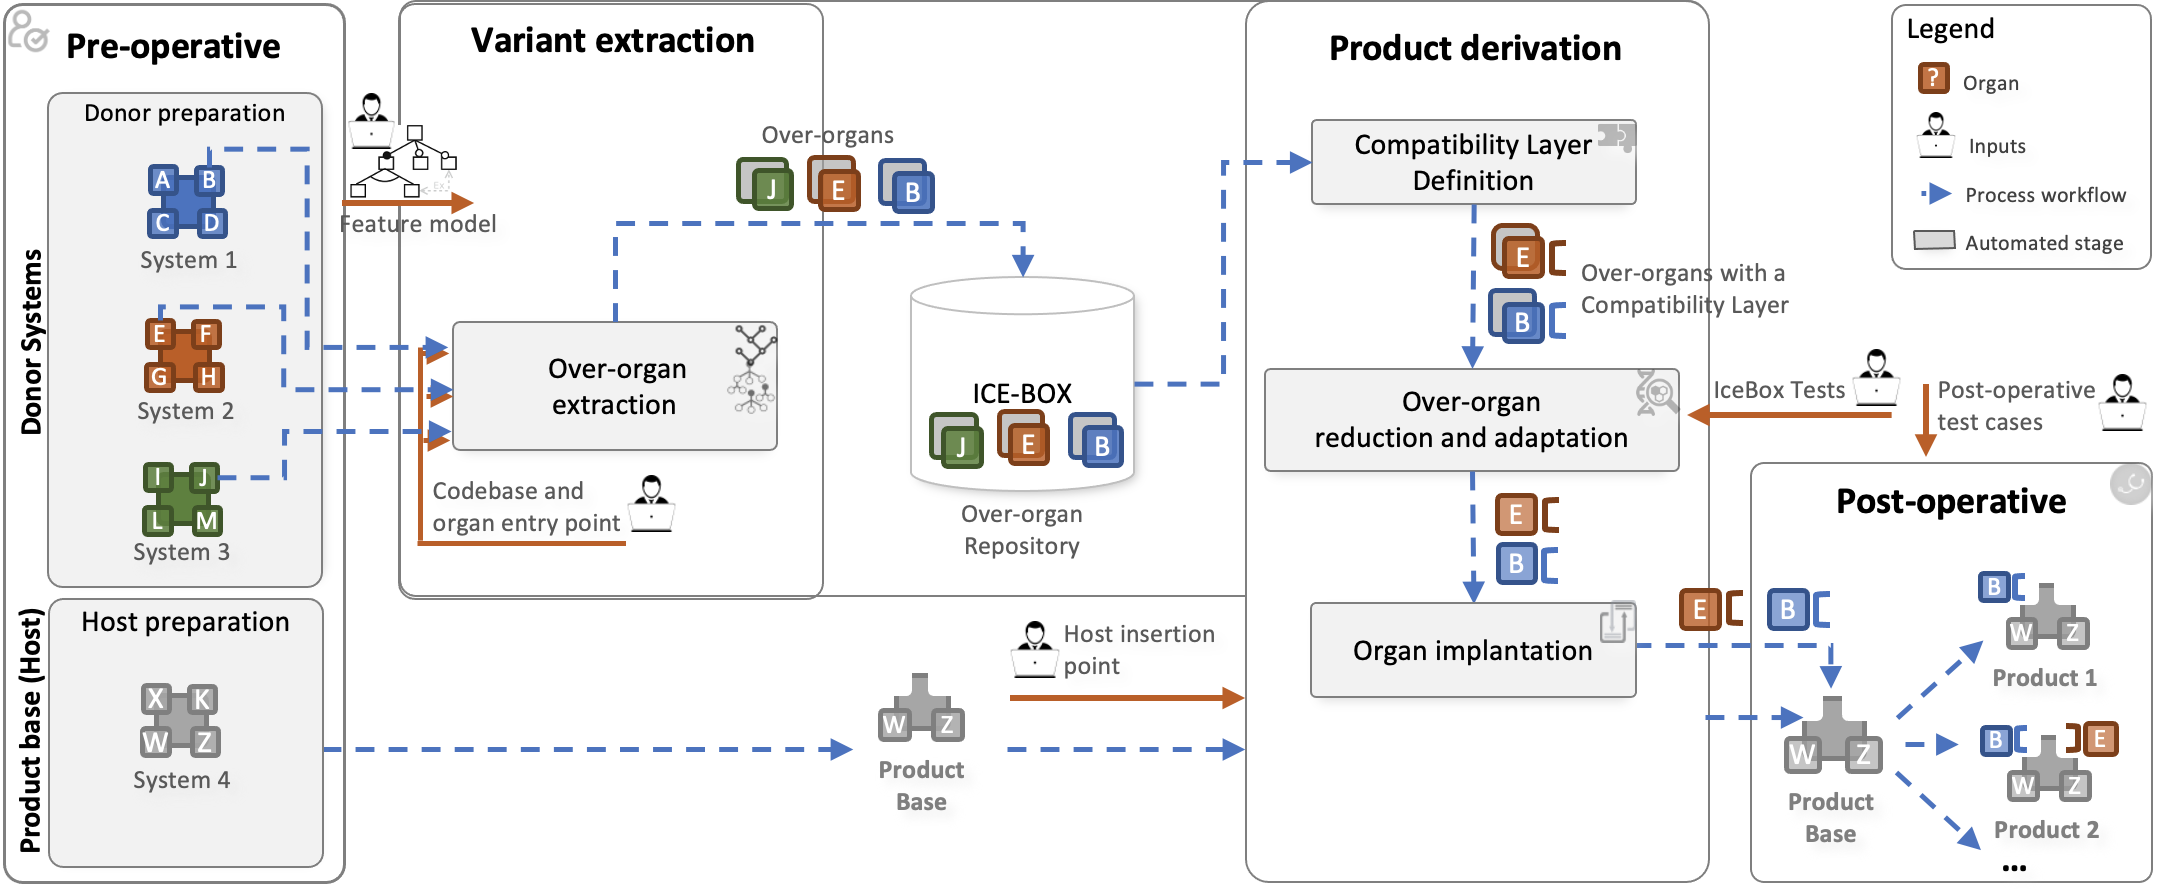 Pre-operative
Donor preparation
Donor Systems
A B
C D
System 1
E F
G H
System 2
I J
L M
System 3
Product base (Host)
Host preparation
X K
W Z
System 4
Feature model
Ex
Variant extraction
Over-organs
J E B
Over-organ
extraction
Codebase and
organ entry point
ICE-BOX
J E B
Over-organ
Repository
Host insertion
point
W Z
Product
Base
Product derivation
Compatibility Layer
Definition
E
B
Over-organs with a
Compatibility Layer
Over-organ
reduction and adaptation
E
B
Organ implantation
E B
IceBox Tests
Post-operative
test cases
Post-operative
W Z
Product
Base
B
W Z
Product 1
B E
W Z
Product 2
...
Legend
? Organ
Inputs
Process workflow
Automated stage